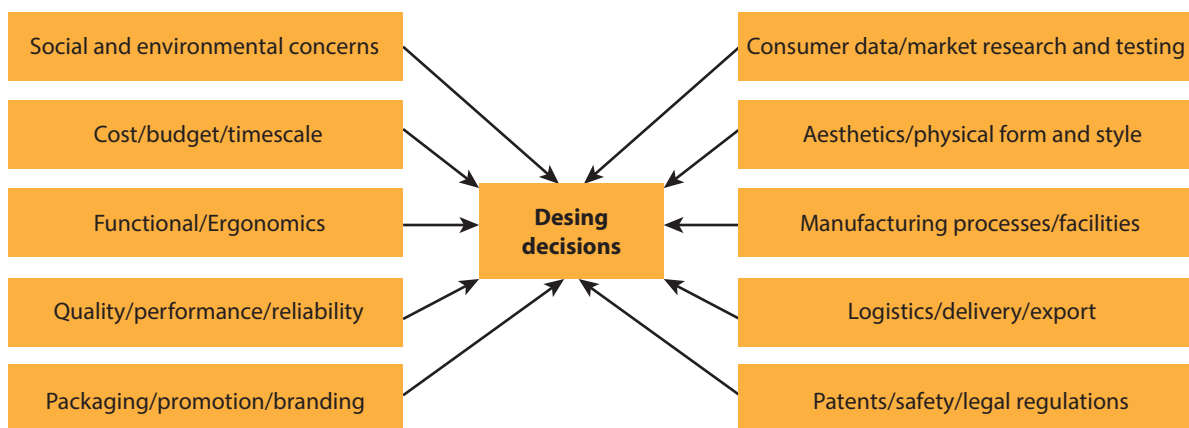 Social and environmental concerns
Cost/budget/timescale
Functional/Ergonomics
Quality/performance/reliability
Packaging/promotion/branding
Desing
decisions
Consumer data/market research and testing
Aesthetics/physical form and style
Manufacturing processes/facilities
Logistics/delivery/export
Patents/safety/legal regulations